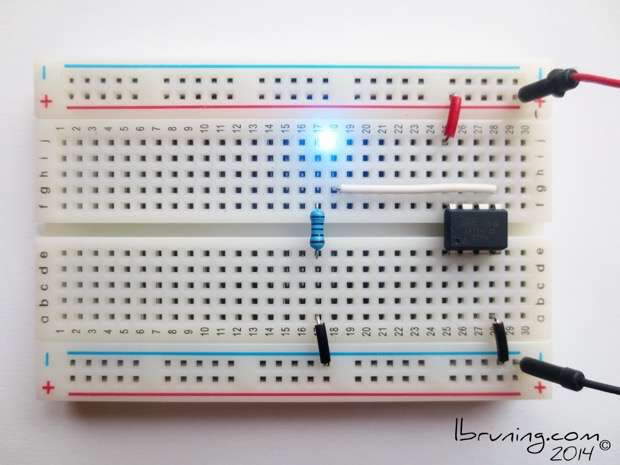 − −
+ +
1 2 3 4 5 6 7 8 9 10 11 12 13 14 15 16 17 18 19 20 21 22 23 24 25 26 27 28 29 30
j j
i i
h h
g g
f f
e e
d d
c c
b b
a a
1 2 3 4 5 6 7 8 9 10 11 12 13 14 15 16 17 18 19 20 21 22 23 24 25 26 27 28 29 30
− −
+ +
lbruning.com
2014 ©